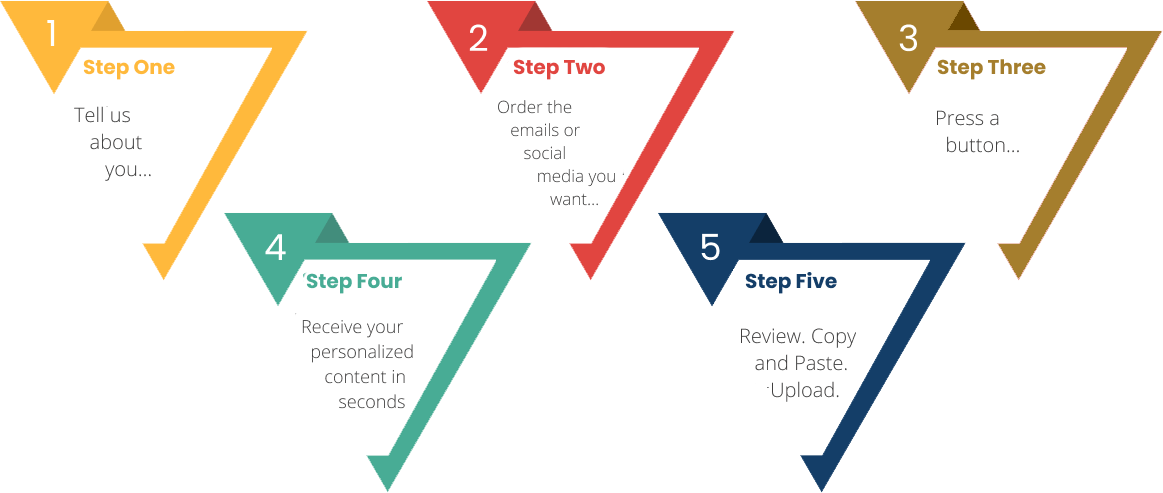 1
Step One
Tell us
about
you...
2
Step Two
Order the
emails or
social
media you
want...
3
Step Three
Press a
button...
4
Step Four
Receive your
personalized
content in
seconds
5
Step Five
Review. Copy
and Paste.
Upload.